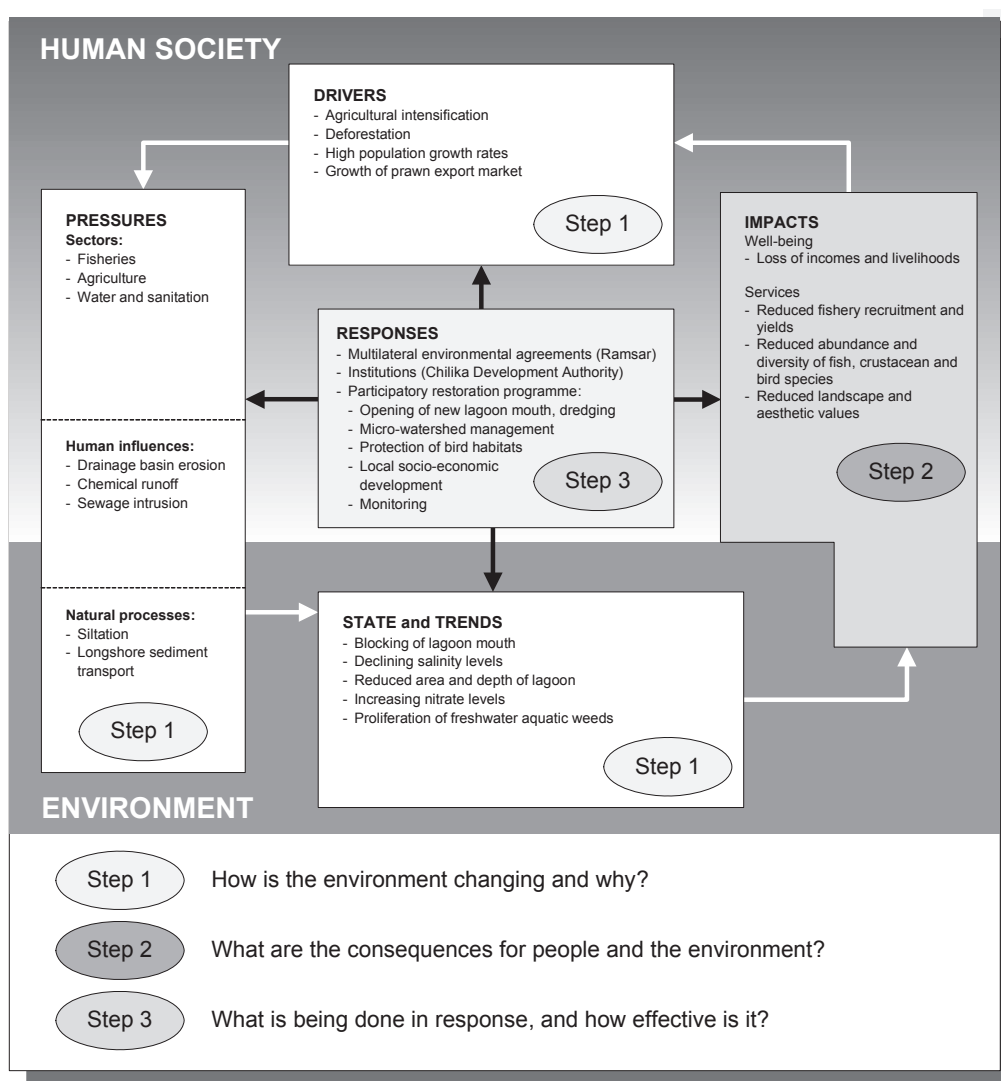 HUMAN SOCIETY
DRIVERS
- Agricultural intensification
- Deforestation
- High population growth rates
- Growth of prawn export market
Step 1
PRESSURES
Sectors:
- Fisheries
- Agriculture
- Water and sanitation
Human influences:
- Drainage basin erosion
- Chemical runoff
- Sewage intrusion
Natural processes:
- Siltation
- Longshore sediment
transport
Step 1
RESPONSES
- Multilateral environmental agreements (Ramsar)
- Institutions (Chilika Development Authority)
- Participatory restoration programme:
- Opening of new lagoon mouth, dredging
- Micro-watershed management
- Protection of bird habitats
- Local socio-economic
development
- Monitoring
Step 3
IMPACTS
Well-being
- Loss of incomes and livelihoods
Services
- Reduced fishery recruitment and
yields
- Reduced abundance and
diversity of fish, crustacean and
bird species
- Reduced landscape and
aesthetic values
Step 2
STATE and TRENDS
- Blocking of lagoon mouth
- Declining salinity levels
- Reduced area and depth of lagoon
- Increasing nitrate levels
- Proliferation of freshwater aquatic weeds
Step 1
ENVIRONMENT
Step 1 How is the environment changing and why?
Step 2 What are the consequences for people and the environment?
Step 3 What is being done in response, and how effective is it?